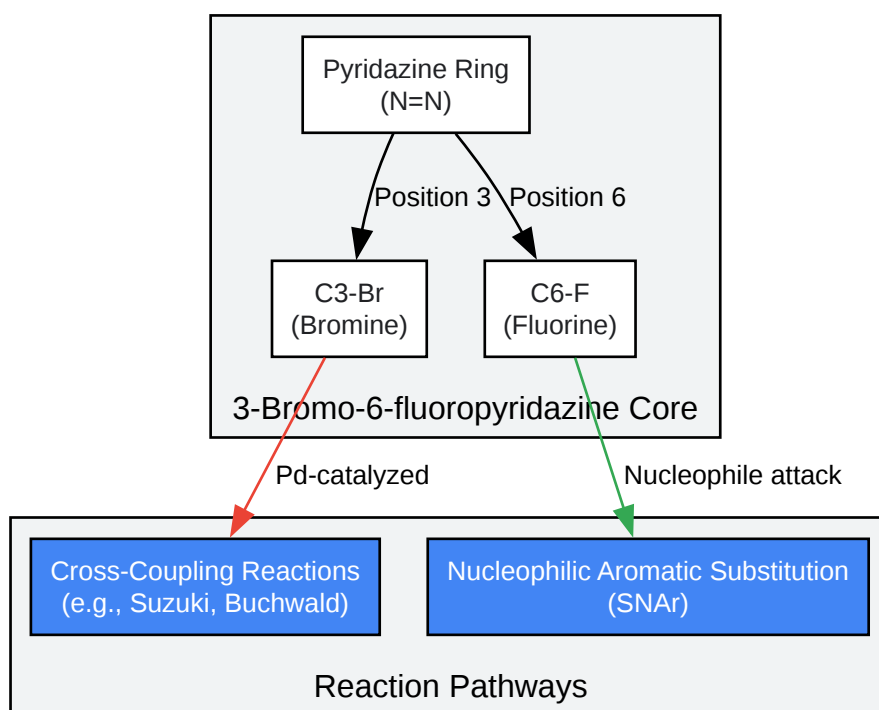 Pyridazine Ring
(N=N)
Position 3
Position 6
C3-Br
(Bromine)
C6-F
(Fluorine)
3-Bromo-6-fluoropyridazine Core
Pd-catalyzed
Nucleophile attack
Cross-Coupling Reactions
(e.g., Suzuki, Buchwald)
Nucleophilic Aromatic Substitution
(SNAr)
Reaction Pathways